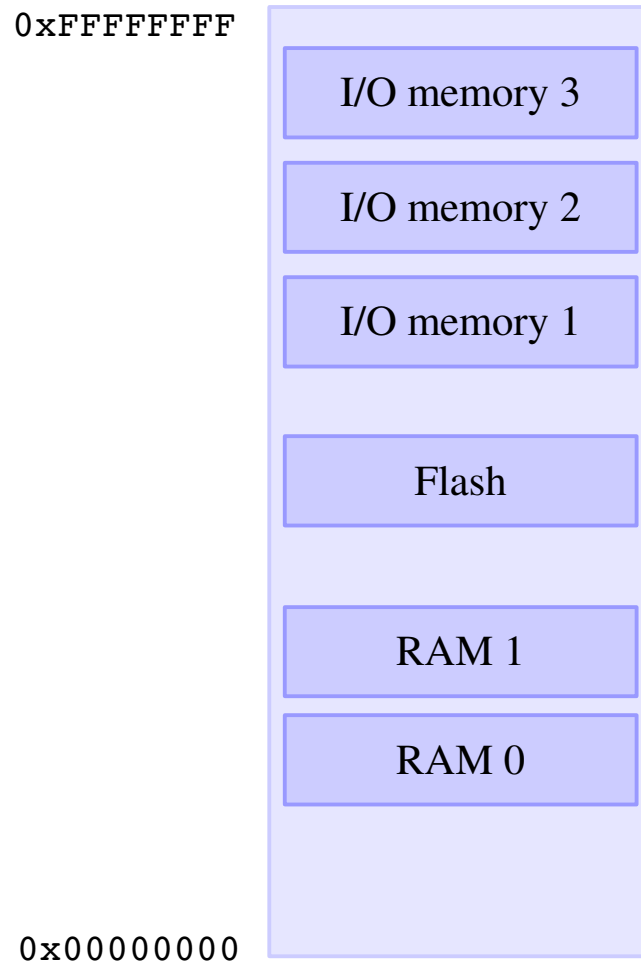 0xFFFFFFFF
I/O memory 3
I/O memory 2
I/O memory 1
Flash
RAM 1
RAM 0
0x00000000